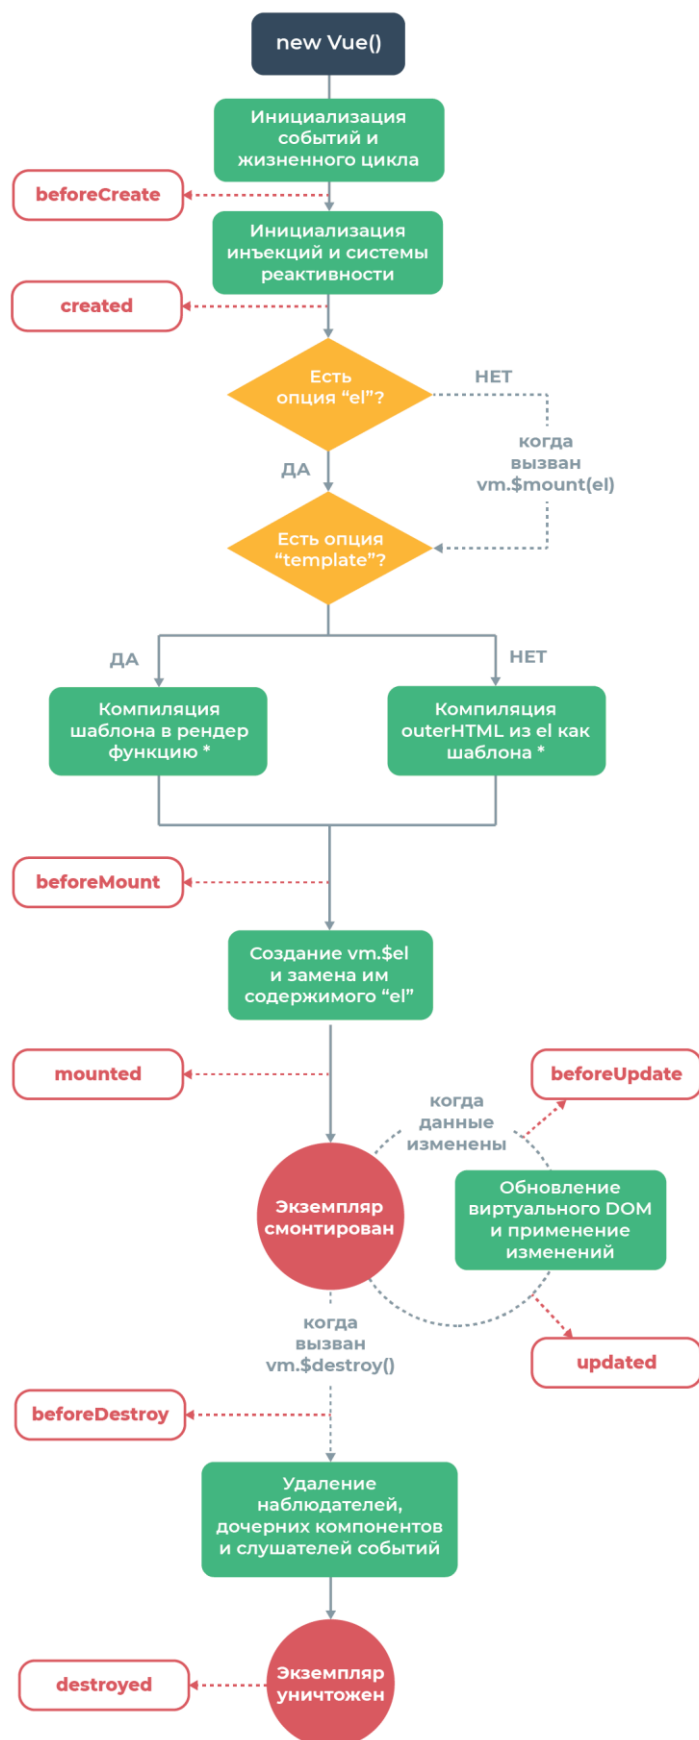 new Vue()
Инициализация
событий и
жизненного цикла
beforeCreate
Инициализация
инъекций и системы
реактивности
created
Есть
опция “el”?
НЕТ
когда
вызван
vm.$mount(el)
ДА
Есть опция
“template”?
ДА
НЕТ
Компиляция
шаблона в рендер
функцию *
Компиляция
outerHTML из el как
шаблона *
beforeMount
Создание vm.$el
и замена им
содержимого “el”
mounted
beforeUpdate
когда
данные
изменены
Экземпляр
смонтирован
Обновление
виртуального DOM
и применение
изменений
когда
вызван
vm.$destroy()
updated
beforeDestroy
Удаление
наблюдателей,
дочерних компонентов
и слушателей событий
destroyed
Экземпляр
уничтожен